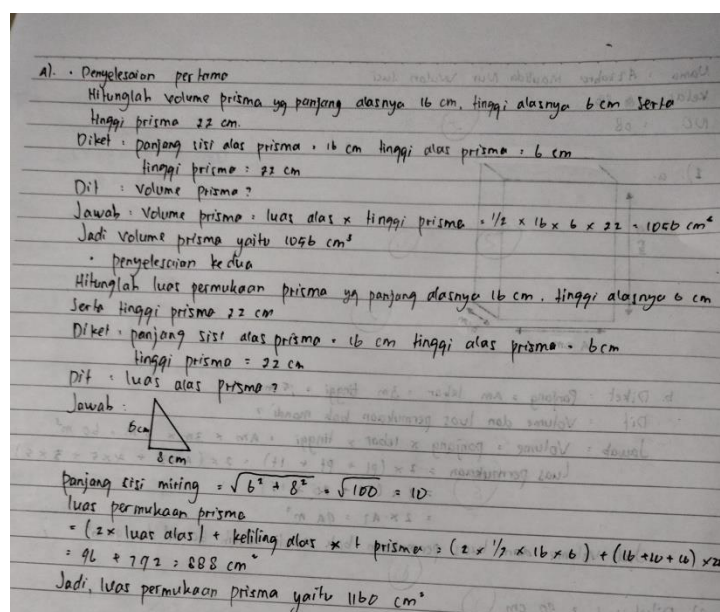 A). • Penyelesaian pertama
Hitunglah volume prisma yg panjang alasnya 16 cm, tinggi alasnya 6 cm serta
tinggi prisma 22 cm.
Diket : panjang sisi alas prisma = 16 cm tinggi alas prisma = 6 cm
tinggi prisma = 22 cm
Dit : volume prisma ?
Jawab : Volume prisma = luas alas x tinggi prisma = 1/2 x 16 x 6 x 22 = 1056 cm³
Jadi volume prisma yaitu 1056 cm³
• penyelesaian kedua
Hitunglah luas permukaan prisma yg panjang alasnya 16 cm, tinggi alasnya 6 cm
serta tinggi prisma 22 cm
Diket : panjang sisi alas prisma = 16 cm tinggi alas prisma = 6 cm
tinggi prisma = 22 cm
Dit : luas alas prisma ?
Jawab :
6cm
8 cm
panjang sisi miring = √6² + 8² = √100 = 10
luas permukaan prisma
= (2x luas alas) + keliling alas x t prisma = (2 x 1/2 x 16 x 6) + (16 +10 + 10) x 22
= 96 + 792 = 888 cm²
Jadi, luas permukaan prisma yaitu 1160 cm²